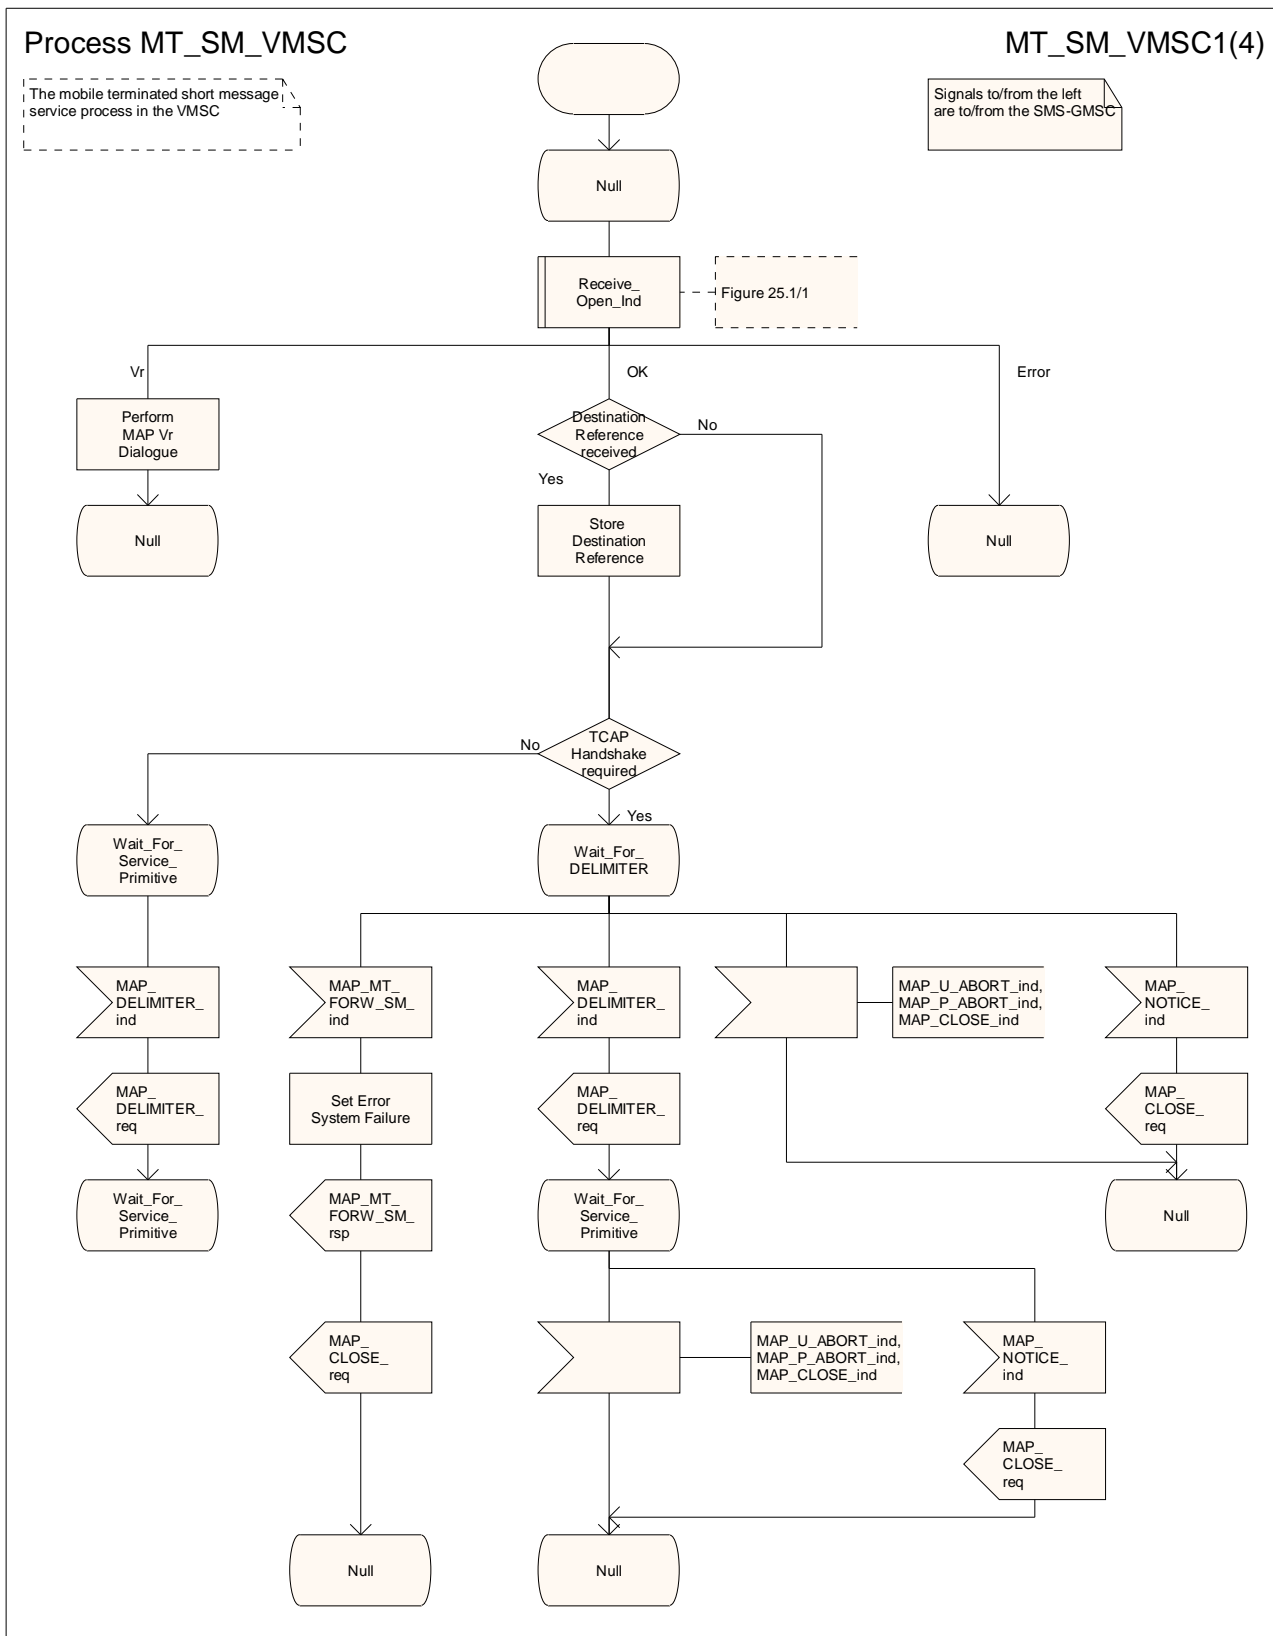 Process MT_SM_VMSC
MT_SM_VMSC1(4)
The mobile terminated short message
service process in the VMSC
Signals to/from the left
are to/from the SMS-GMSC
Null
Receive_
Open_Ind
Figure 25.1/1
Vr
OK
Error
Perform
MAP Vr
Dialogue
Destination
Reference
received
No
Yes
Null
Store
Destination
Reference
Null
TCAP
Handshake
required
No
Yes
Wait_For_
Service_
Primitive
Wait_For_
DELIMITER
MAP_
DELIMITER_
ind
MAP_MT_
FORW_SM_
ind
MAP_
DELIMITER_
ind
MAP_U_ABORT_ind,
MAP_P_ABORT_ind,
MAP_CLOSE_ind
MAP_
NOTICE_
ind
MAP_
DELIMITER_
req
Set Error
System Failure
MAP_
DELIMITER_
req
MAP_
CLOSE_
req
Wait_For_
Service_
Primitive
MAP_MT_
FORW_SM_
rsp
Wait_For_
Service_
Primitive
Null
MAP_
CLOSE_
req
MAP_U_ABORT_ind,
MAP_P_ABORT_ind,
MAP_CLOSE_ind
MAP_
NOTICE_
ind
MAP_
CLOSE_
req
Null
Null